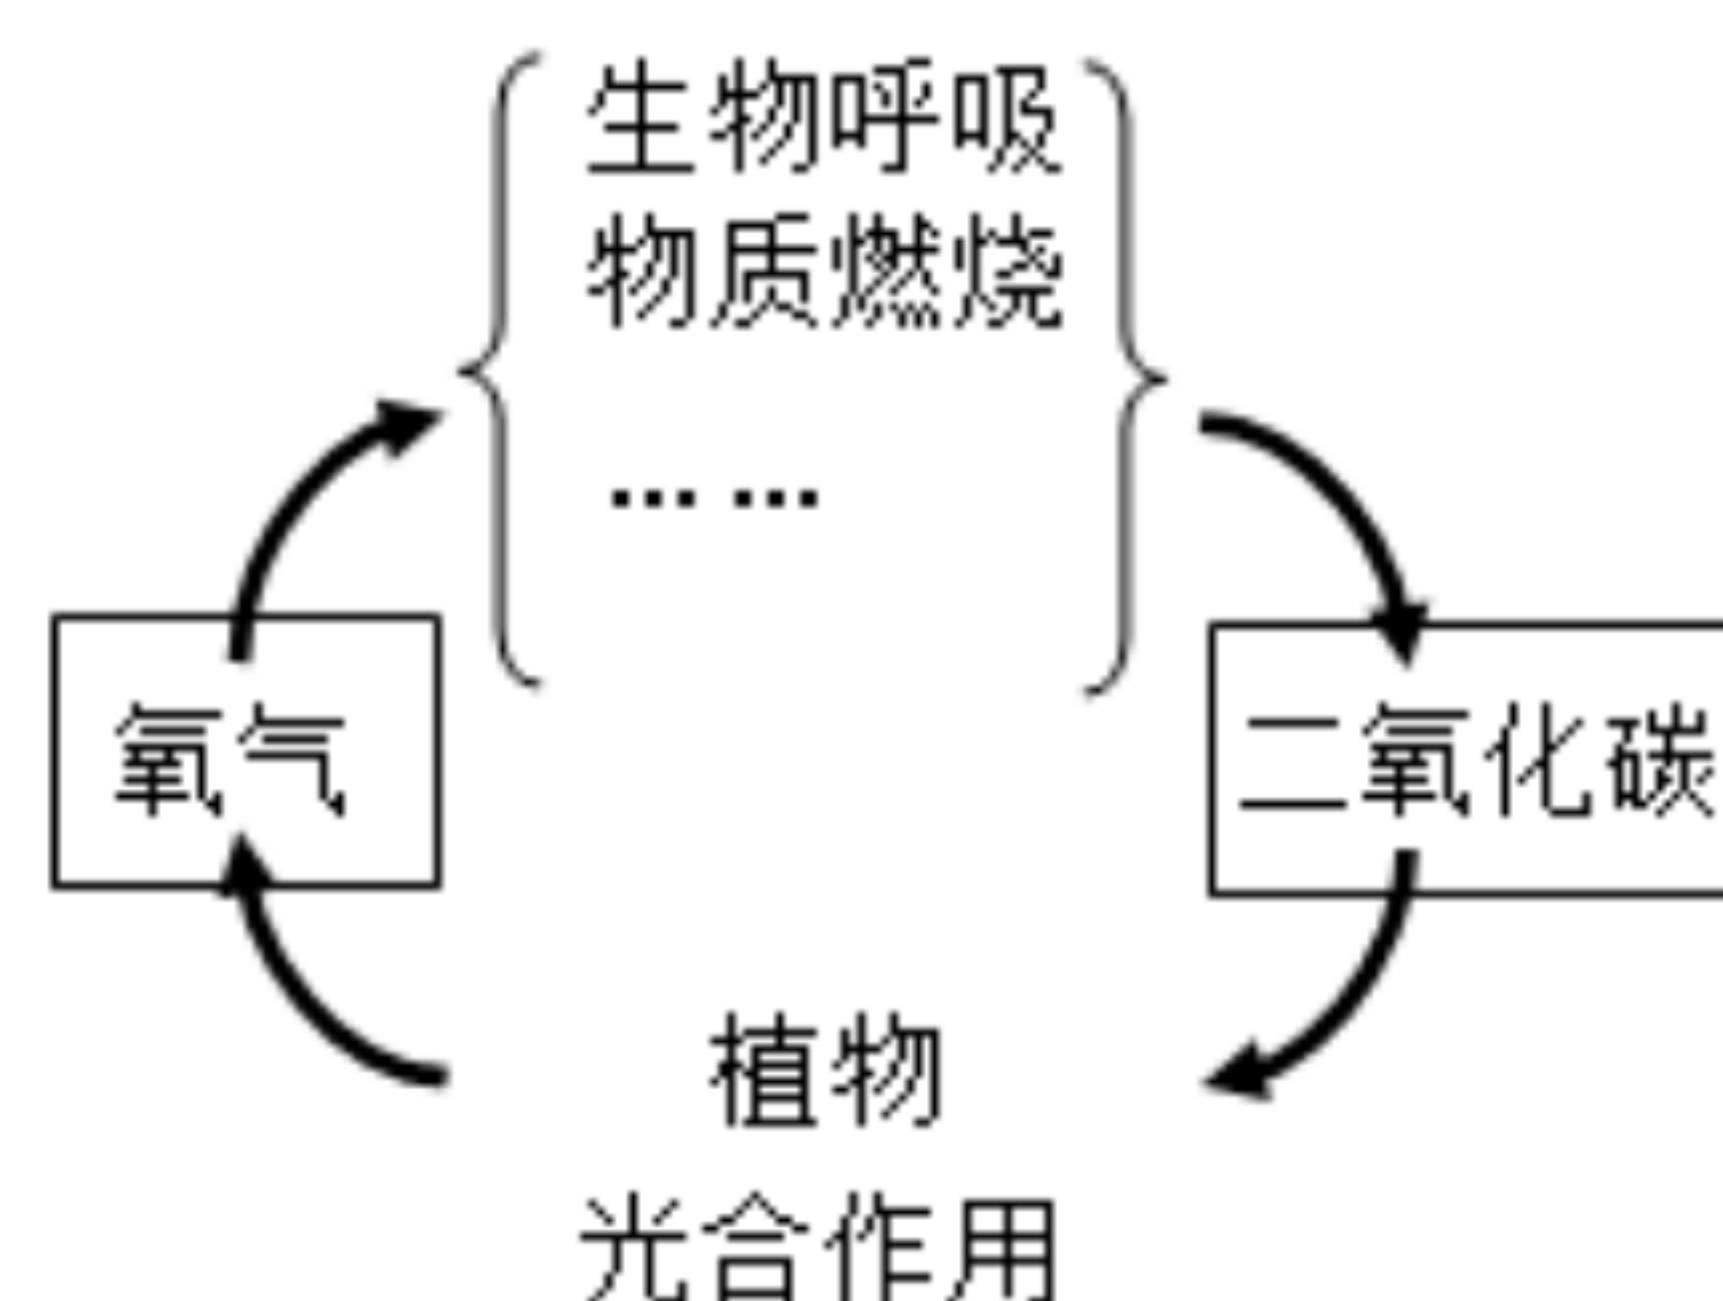 生物呼吸
物质燃烧
… …
氧气
二氧化碳
植物
光合作用